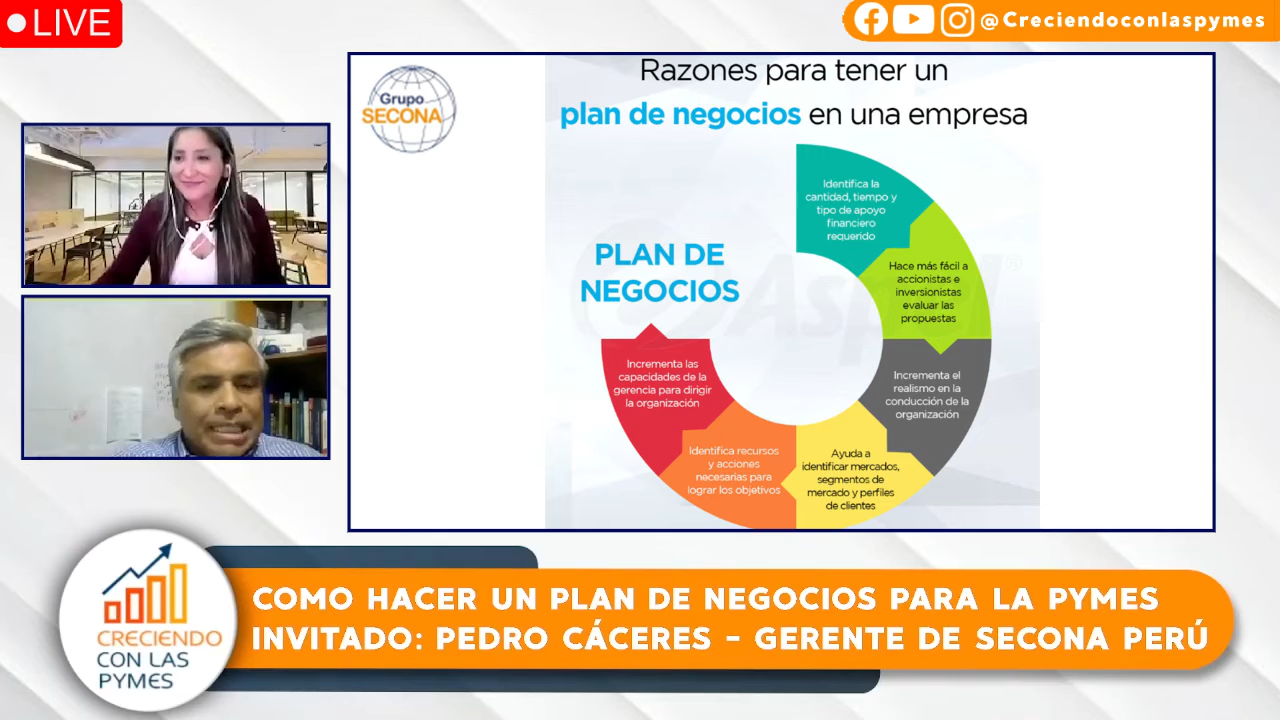 LIVE
@Creciendoconlaspymes
Grupo
SECONA
Razones para tener un
plan de negocios en una empresa
PLAN DE
NEGOCIOS
Identifica la
cantidad, tiempo y
tipo de apoyo
financiero
requerido
Hace más fácil a
accionistas e
inversionistas
evaluar las
propuestas
Incrementa el
realismo en la
conducción de la
organización
Ayuda a
identificar mercados,
segmentos de
mercado y perfiles
de clientes
Identifica recursos
y acciones
necesarias para
lograr los objetivos
Incrementa las
capacidades de la
gerencia para dirigir
la organización
Aspel®
CRECIENDO
CON LAS
PYMES
COMO HACER UN PLAN DE NEGOCIOS PARA LA PYMES
INVITADO: PEDRO CÁCERES - GERENTE DE SECONA PERÚ